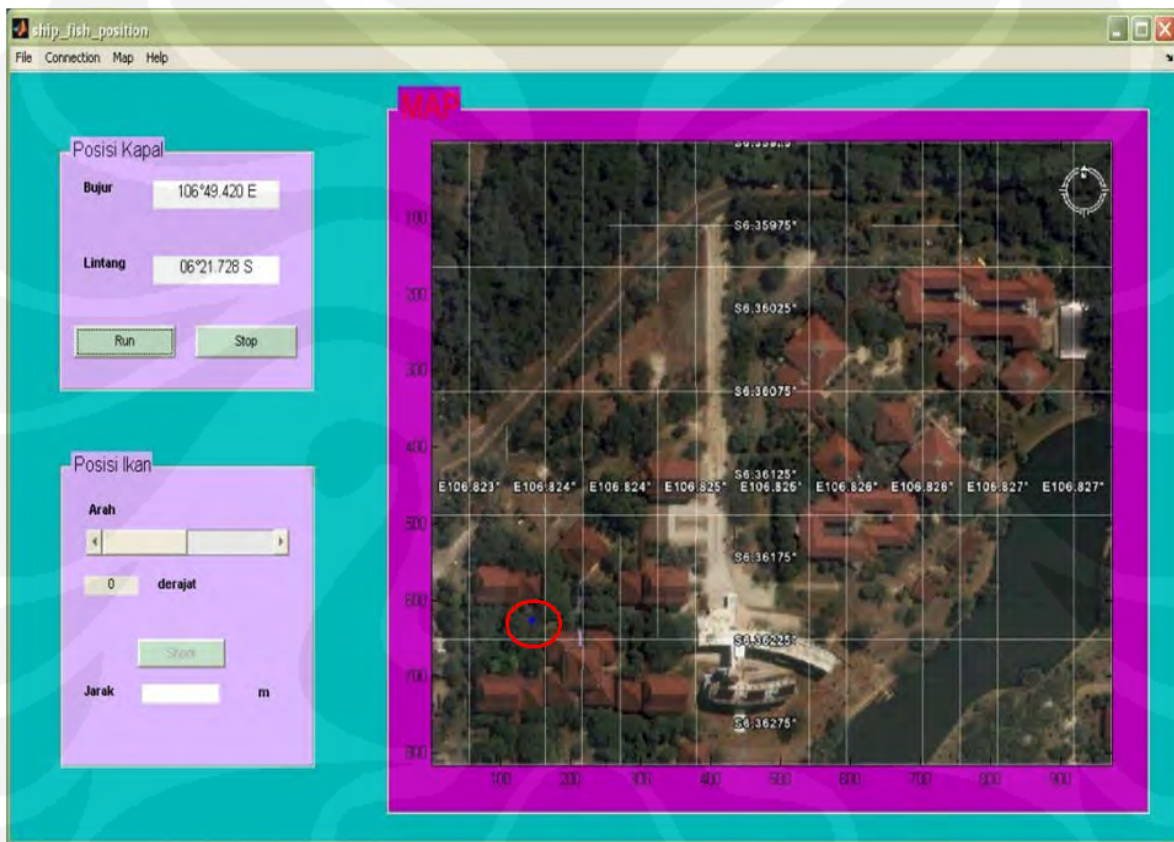 ship_fish_position
File Connection Map Help
MAP
Posisi Kapal
Bujur
106°49.420 E
Lintang
06°21.728 S
Run
Stop
Posisi Ikan
Arah
0
derajat
Shoot
Jarak
m
100
200
300
400
500
600
700
800
S6.35975°
S6.36025°
S6.36075°
S6.36125°
E106.823° E106.824° E106.824° E106.825° E106.825° E106.826° E106.826° E106.827° E106.827°
S6.36175°
S6.36225°
S6.36275°
100 200 300 400 500 600 700 800 900